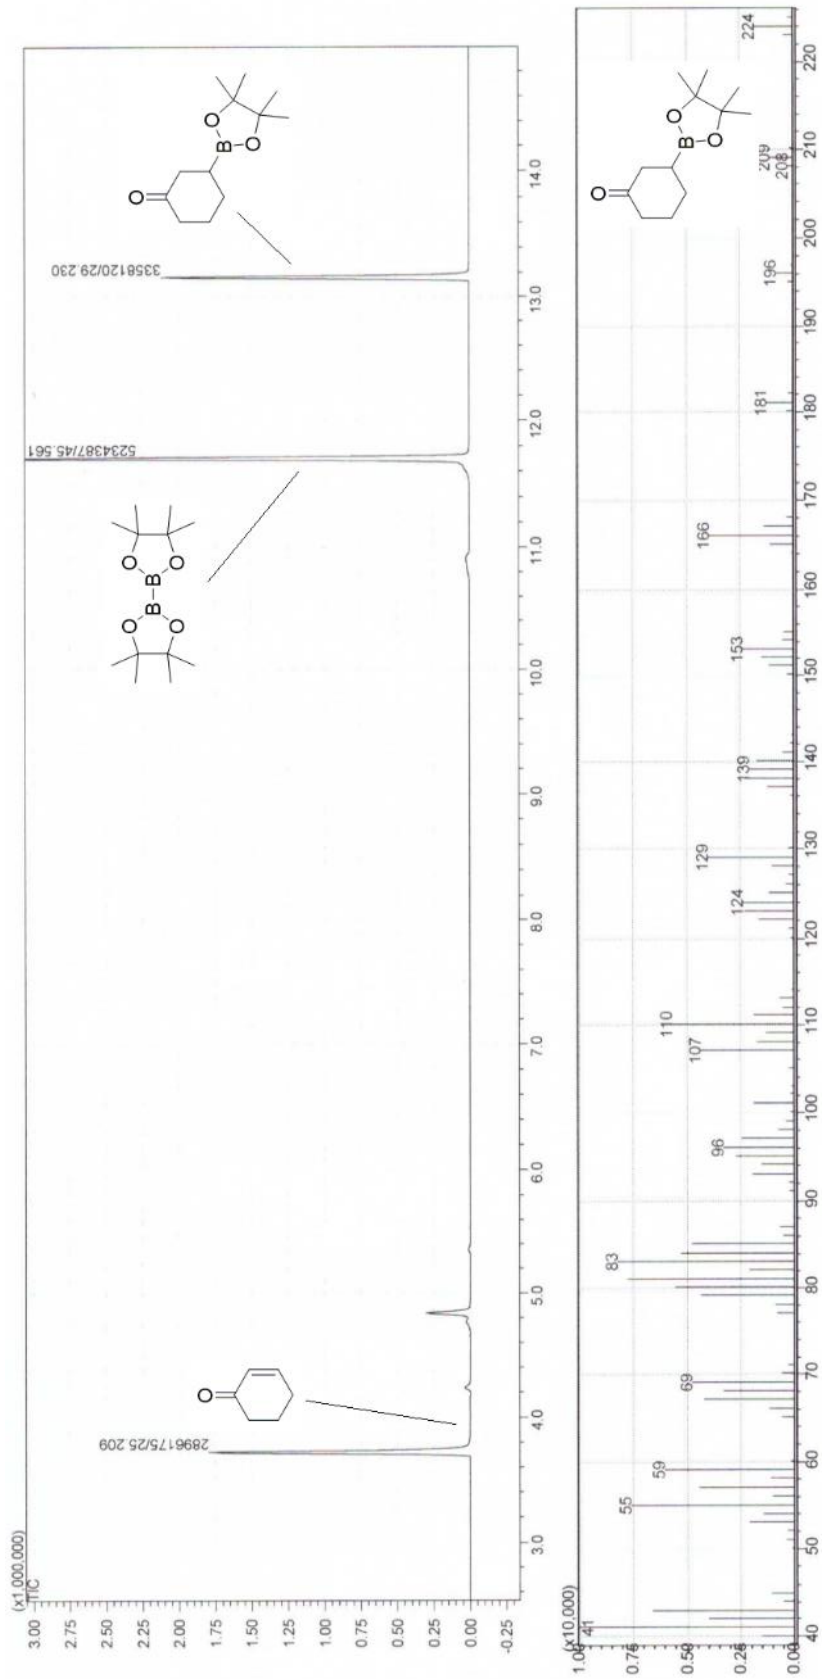 (x1,000,000)
TIC
3.00
2.75
2.50
2.25
2.00
1.75
1.50
1.25
1.00
0.75
0.50
0.25
0.00
-0.25
2896175/25.209
5234387/45.561
3358120/29.230
O
O O
B B
O O
O
O
B
O
3.0 4.0 5.0 6.0 7.0 8.0 9.0 10.0 11.0 12.0 13.0 14.0
(x10,000)
1.00
0.75
0.50
0.25
0.00
41 55 59 69 83 96 107 110 124 129 139 153 166 181 196 208 209 224
O
O
B
O
40 50 60 70 80 90 100 110 120 130 140 150 160 170 180 190 200 210 220